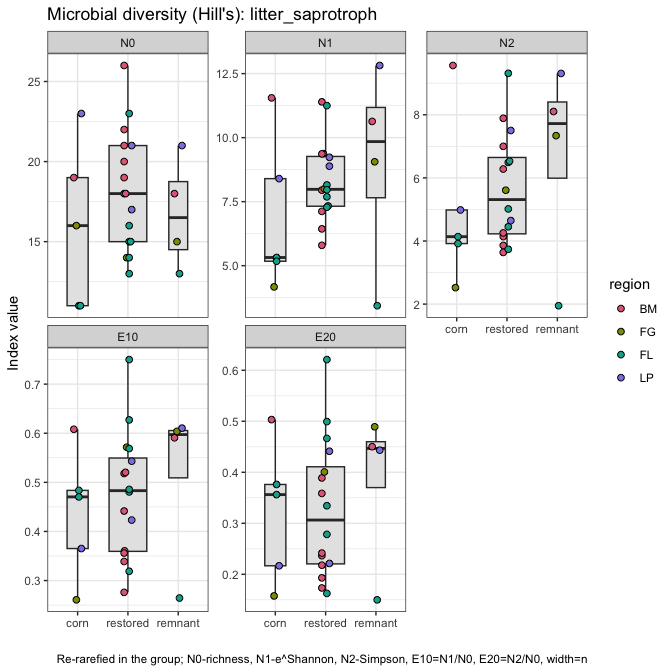 Microbial diversity (Hill's): litter_saprotroph
N0
N1
N2
25
20
15
12.5
10.0
7.5
5.0
8
6
4
2
corn restored remnant
Index value
region
BM
FG
FL
LP
E10
E20
0.7
0.6
0.5
0.4
0.3
0.6
0.5
0.4
0.3
0.2
corn restored remnant
corn restored remnant
Re-rarefied in the group; N0-richness, N1-e^Shannon, N2-Simpson, E10=N1/N0, E20=N2/N0, width=n